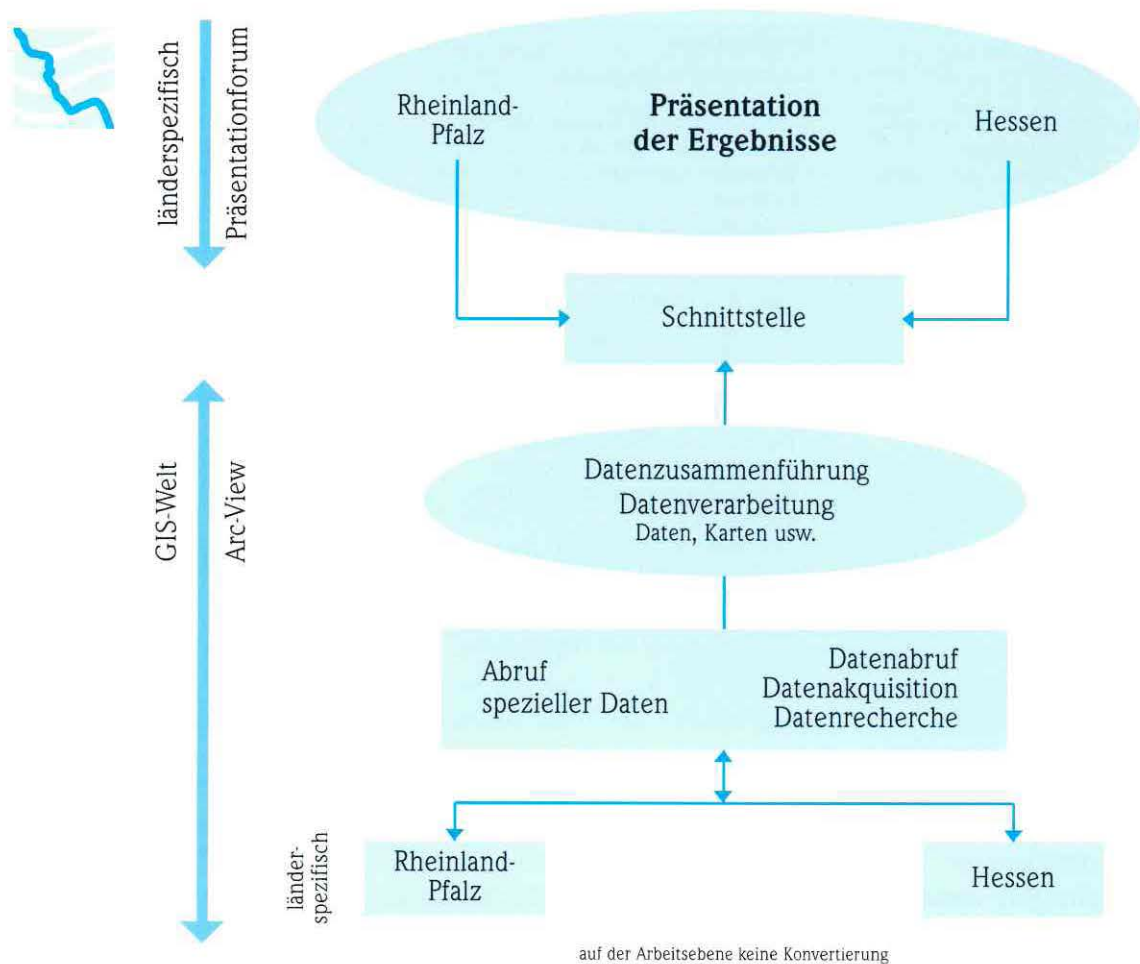 länderspezifisch
Präsentationforum
Rheinland-
Pfalz
Präsentation
der Ergebnisse
Hessen
Schnittstelle
GIS-Welt
Arc-View
Datenzusammenführung
Datenverarbeitung
Daten, Karten usw.
Abruf
spezieller Daten
Datenabruf
Datenakquisition
Datenrecherche
länder-
spezifisch
Rheinland-
Pfalz
Hessen
auf der Arbeitsebene keine Konvertierung